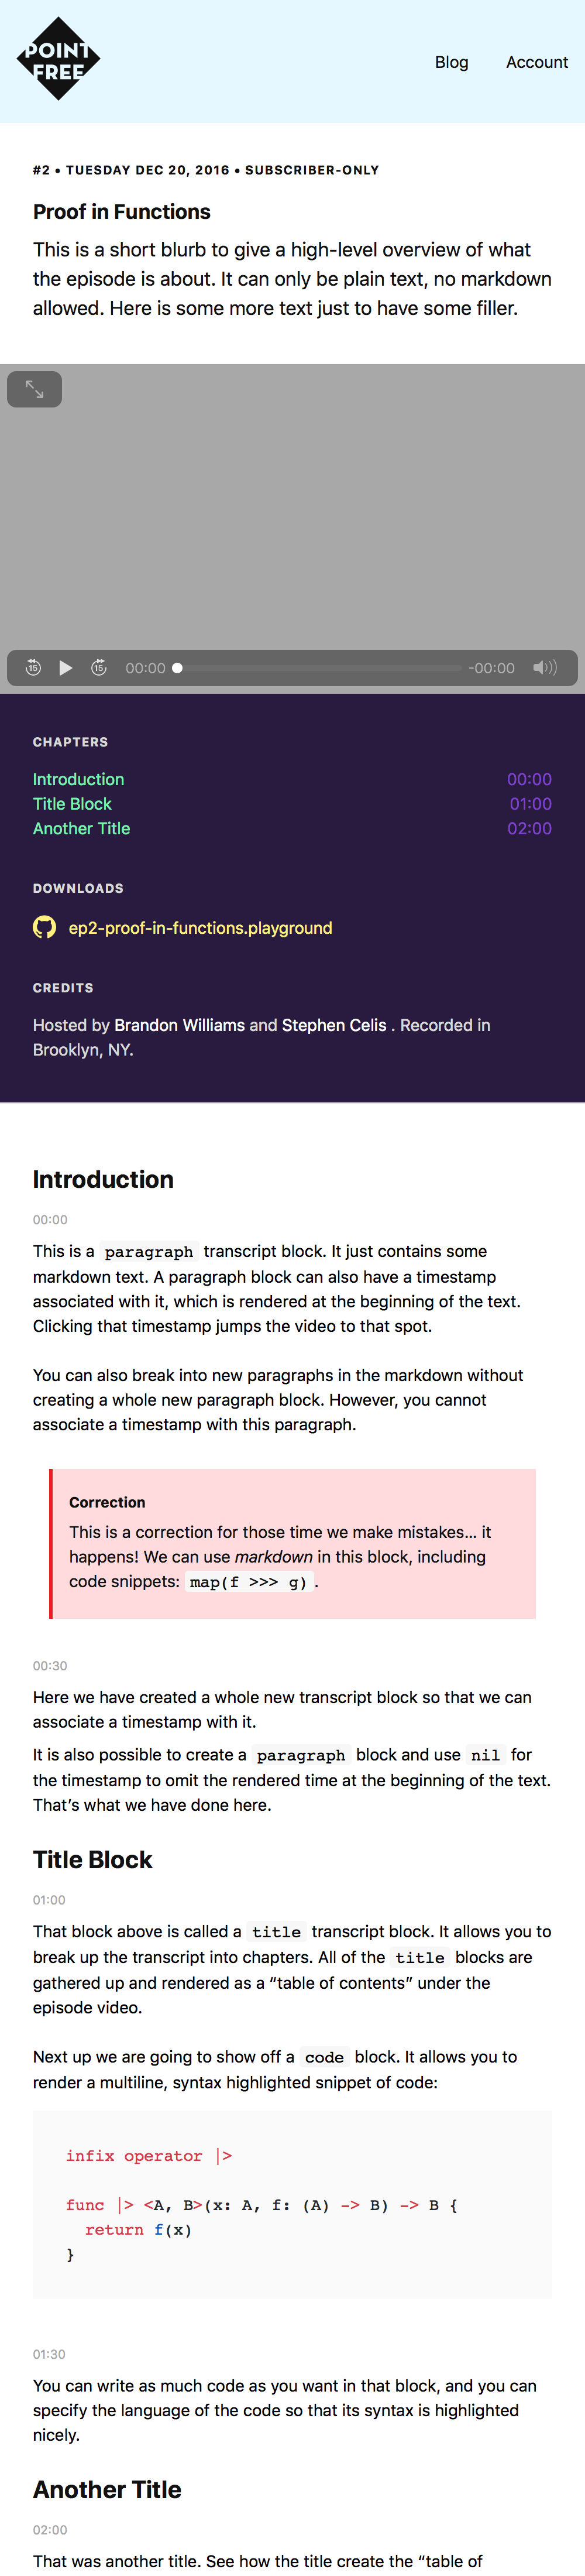 POINT
FREE
Blog
Account
#2 • TUESDAY DEC 20, 2016 • SUBSCRIBER-ONLY
Proof in Functions
This is a short blurb to give a high-level overview of what
the episode is about. It can only be plain text, no markdown
allowed. Here is some more text just to have some filler.
15
15
00:00
-00:00
CHAPTERS
Introduction 00:00
Title Block 01:00
Another Title 02:00
DOWNLOADS
ep2-proof-in-functions.playground
CREDITS
Hosted by Brandon Williams and Stephen Celis . Recorded in
Brooklyn, NY.
Introduction
00:00
This is a paragraph transcript block. It just contains some
markdown text. A paragraph block can also have a timestamp
associated with it, which is rendered at the beginning of the text.
Clicking that timestamp jumps the video to that spot.
You can also break into new paragraphs in the markdown without
creating a whole new paragraph block. However, you cannot
associate a timestamp with this paragraph.
Correction
This is a correction for those time we make mistakes… it
happens! We can use markdown in this block, including
code snippets: map(f >>> g) .
00:30
Here we have created a whole new transcript block so that we can
associate a timestamp with it.
It is also possible to create a paragraph block and use nil for
the timestamp to omit the rendered time at the beginning of the text.
That’s what we have done here.
Title Block
01:00
That block above is called a title transcript block. It allows you to
break up the transcript into chapters. All of the title blocks are
gathered up and rendered as a “table of contents” under the
episode video.
Next up we are going to show off a code block. It allows you to
render a multiline, syntax highlighted snippet of code:
infix operator |>
func |> <A, B>(x: A, f: (A) -> B) -> B {
  return f(x)
}
01:30
You can write as much code as you want in that block, and you can
specify the language of the code so that its syntax is highlighted
nicely.
Another Title
02:00
That was another title. See how the title create the “table of